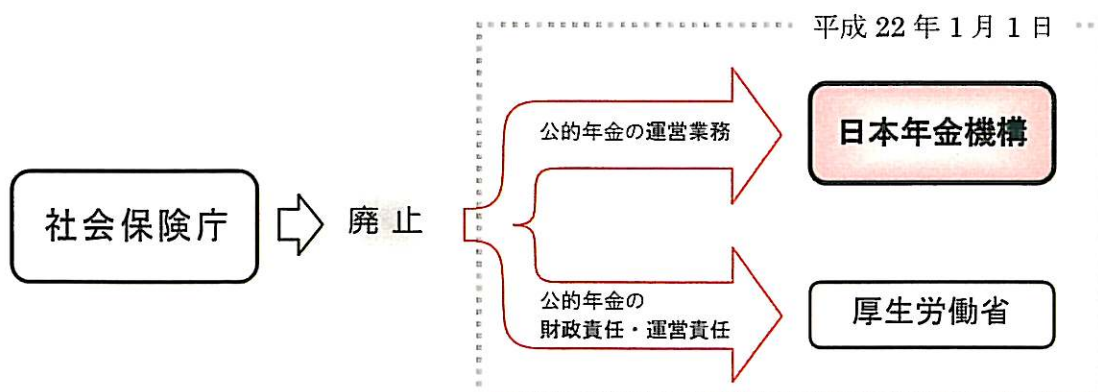 平成 22 年 1 月 1 日
公的年金の運営業務
日本年金機構
社会保険庁
廃 止
公的年金の
財政責任・運営責任
厚生労働省